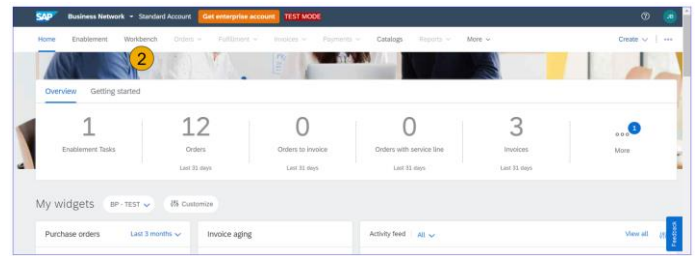 SAP Business Network Standard Account Get enterprise account TEST MODE
Home Enablement Workbench Orders Fulfillment Invoices Payments Catalogs Reports More Create
2
Overview Getting started
1 12 0 0 3 1
Enablement Tasks Orders Orders to invoice Orders with service line Invoices More
Last 31 days Last 31 days Last 31 days Last 31 days
My widgets BP - TEST Customize
Purchase orders Last 3 months Invoice aging Activity feed All View all
Feedback